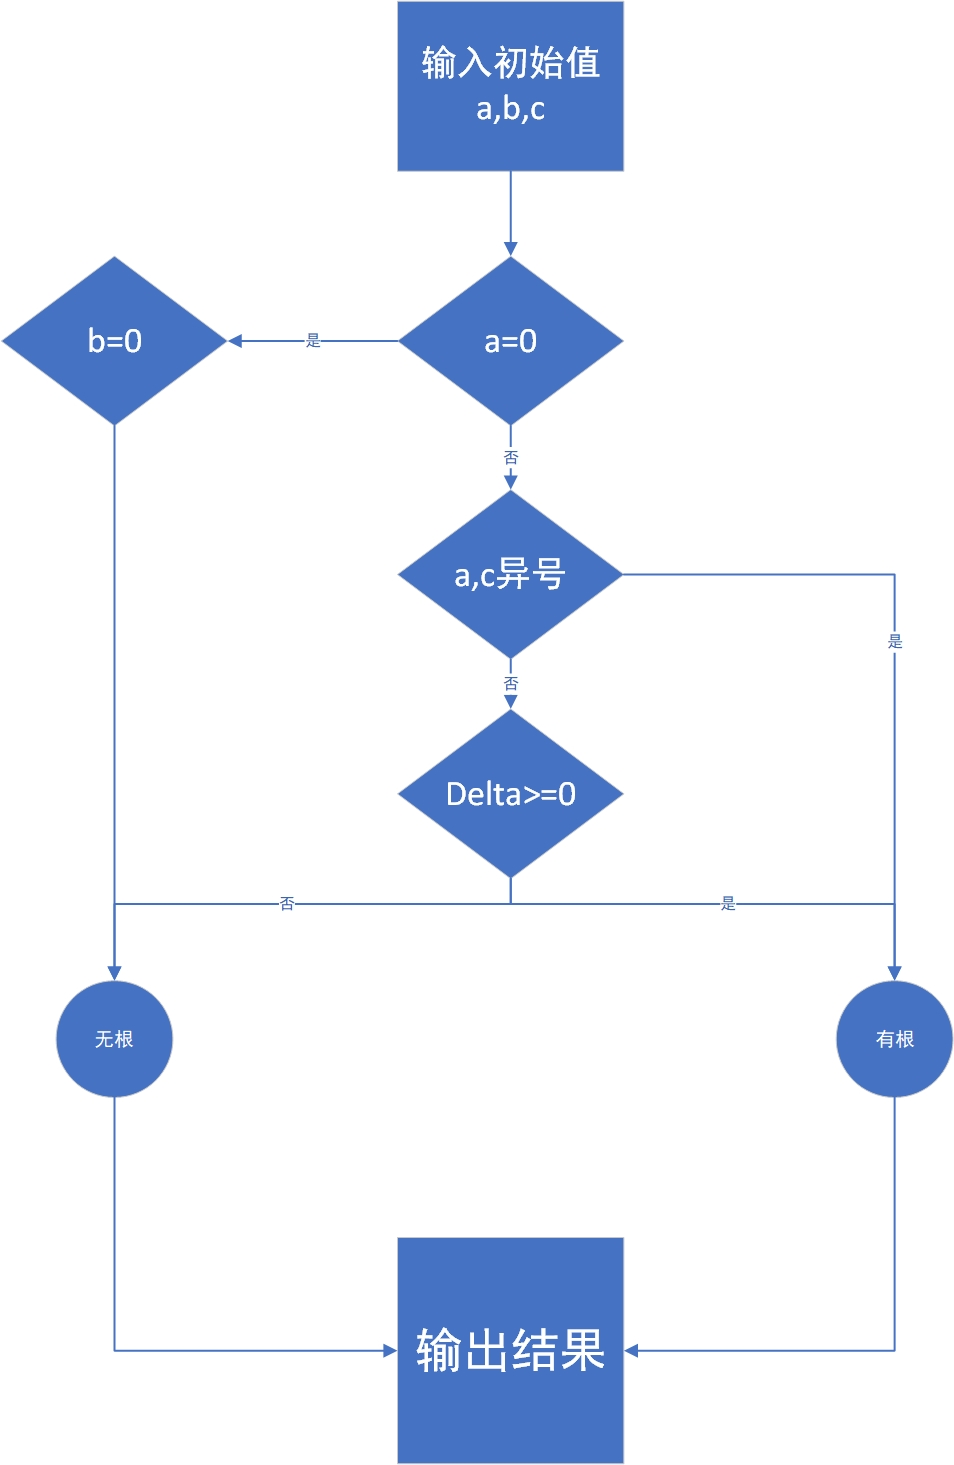 输入初始值
a,b,c
b=0
是
a=0
否
a,c异号
是
否
Delta>=0
否
是
无根
有根
输出结果